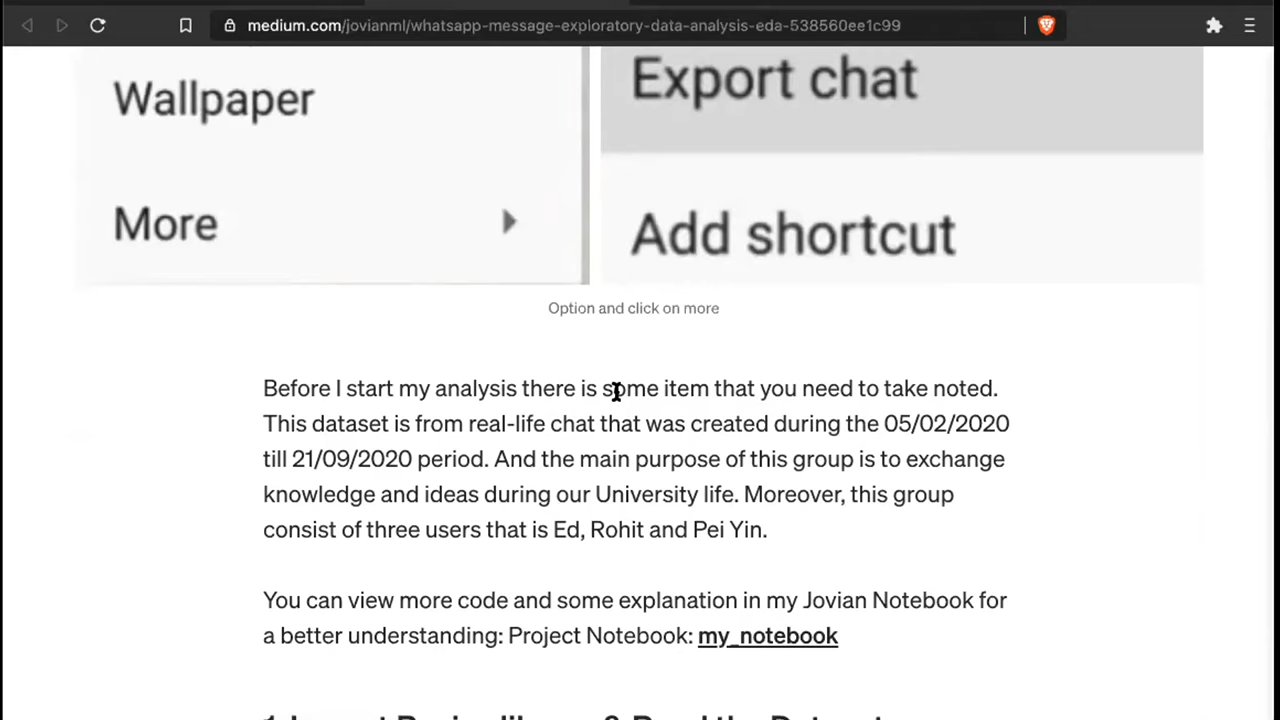 medium.com/jovianml/whatsapp-message-exploratory-data-analysis-eda-538560ee1c99
Wallpaper
More
Export chat
Add shortcut
Option and click on more
Before I start my analysis there is some item that you need to take noted.
This dataset is from real-life chat that was created during the 05/02/2020
till 21/09/2020 period. And the main purpose of this group is to exchange
knowledge and ideas during our University life. Moreover, this group
consist of three users that is Ed, Rohit and Pei Yin.
You can view more code and some explanation in my Jovian Notebook for
a better understanding: Project Notebook: my_notebook